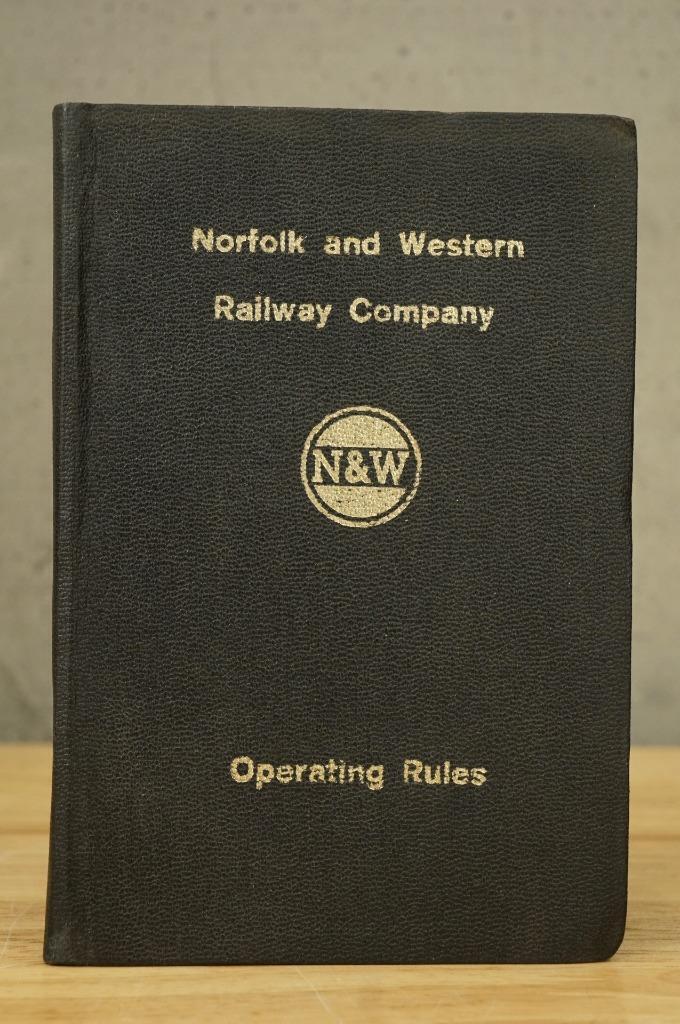 Norfolk and Western
Railway Company
N&W
Operating Rules